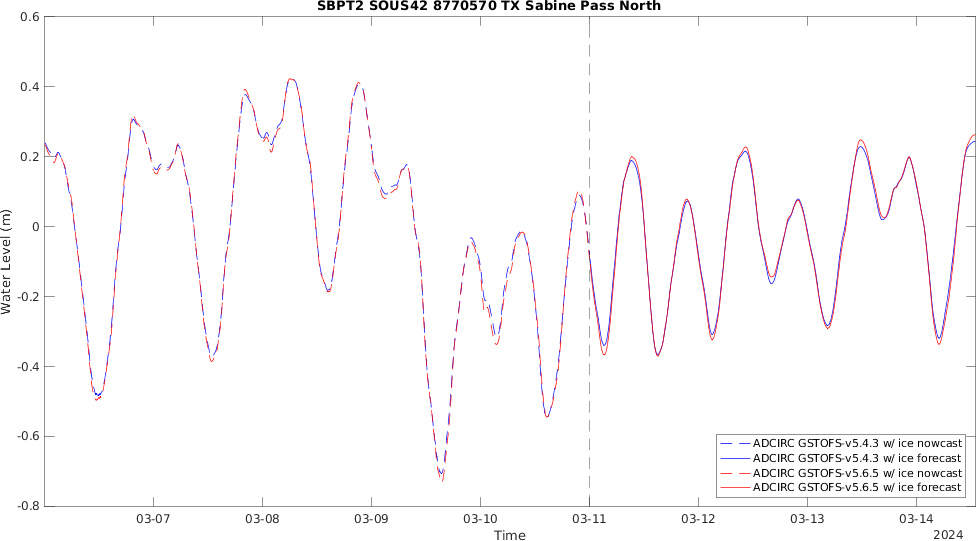 SBPT2 SOUS42 8770570 TX Sabine Pass North
0.6
0.4
0.2
0
-0.2
-0.4
-0.6
-0.8
Water Level (m)
03-07
03-08
03-09
03-10
03-11
03-12
03-13
03-14
Time
2024
ADCIRC GSTOFS-v5.4.3 w/ ice nowcast
ADCIRC GSTOFS-v5.4.3 w/ ice forecast
ADCIRC GSTOFS-v5.6.5 w/ ice nowcast
ADCIRC GSTOFS-v5.6.5 w/ ice forecast